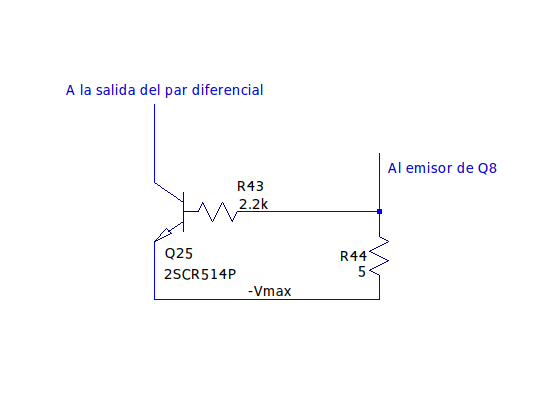 A la salida del par diferencial
Al emisor de Q8
R43
2.2k
Q25
2SCR514P
R44
5
-Vmax